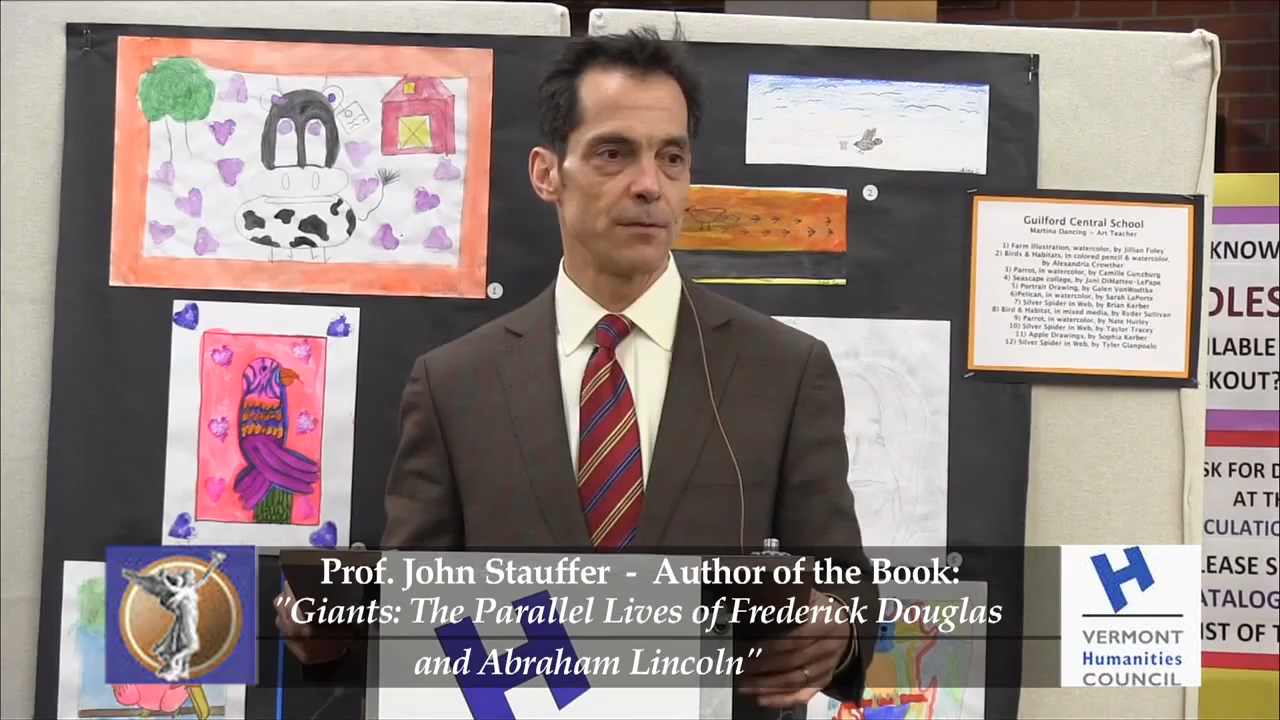 Guilford Central School
Martina Dancing ~ Art Teacher
1) Farm Illustration, watercolor, by Jillian Foley
2) Birds & Habitats, in colored pencil & watercolor,
by Alexandria Crowther
3) Parrot, in watercolor, by Camille Gunzburg
4) Seascape collage, by Juni DiMatteo-LePape
5) Portrait Drawing, by Galen VonWodtke
6)Pelican, in watercolor, by Sarah LaPorte
7) Silver Spider in Web, by Brian Kerber
8) Bird & Habitat, in mixed media, by Ryder Sullivan
9) Parrot, in watercolor, by Nate Hurley
10) Silver Spider in Web, by Taylor Tracey
11) Apple Drawings, by Sophia Kerber
12) Silver Spider in Web, by Tyler Gianpoalo
1
2
KNOW
DLES
ILABLE
CKOUT?
SK FOR D
AT TH
CULATIO
LEASE S
ATALOG
IST OF T
Prof. John Stauffer - Author of the Book:
"Giants: The Parallel Lives of Frederick Douglas
and Abraham Lincoln"
H
H
VERMONT
Humanities
COUNCIL